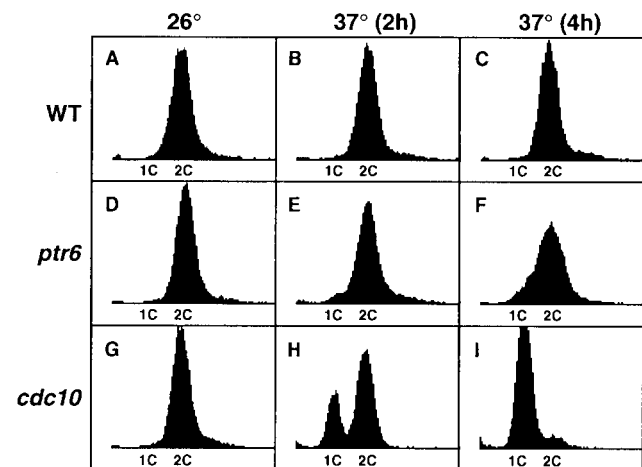 26° 37° (2h) 37° (4h)
WT
A B C
1C 2C 1C 2C 1C 2C
ptr6
D E F
1C 2C 1C 2C 1C 2C
cdc10
G H I
1C 2C 1C 2C 1C 2C